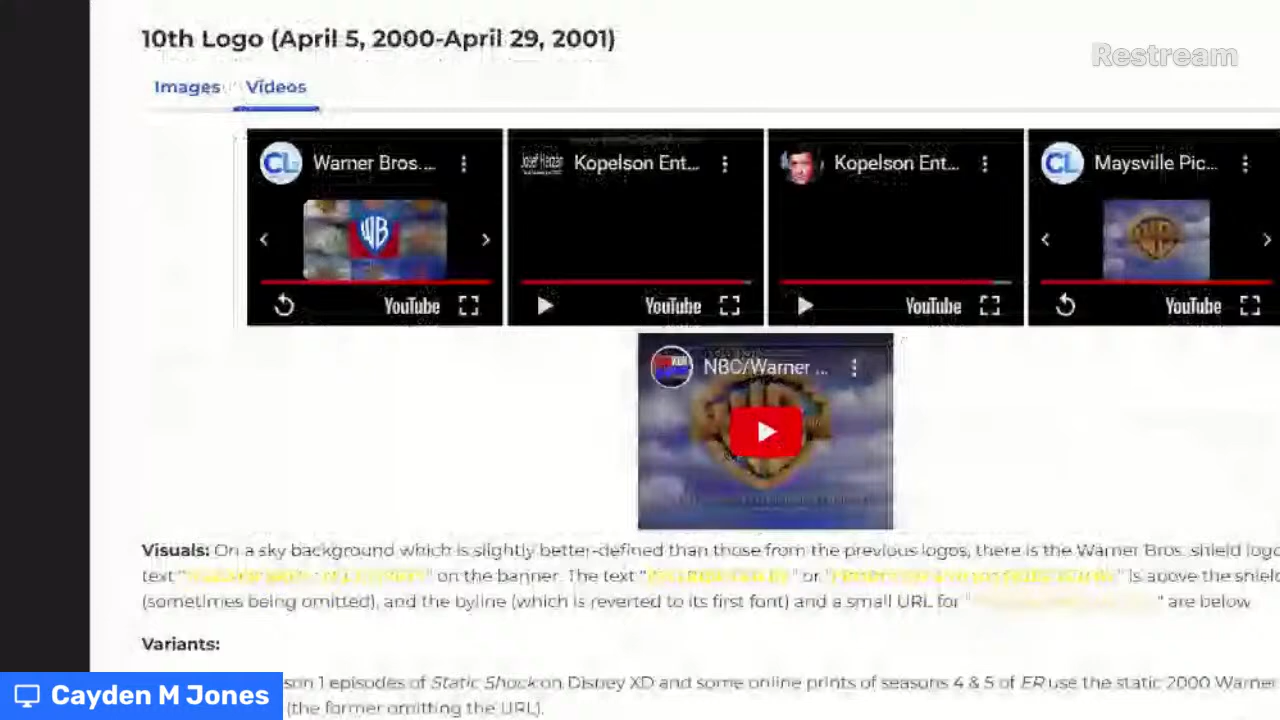 10th Logo (April 5, 2000-April 29, 2001)
Restream
Images Videos
CL Warner Bros.... Kopelson Ent... Kopelson Ent... CL Maysville Pic...
WB
YouTube YouTube YouTube YouTube
NBC/Warner ...
Visuals: On a sky background which is slightly better-defined than those from the previous logos, there is the Warner Bros. shield logo
text " " on the banner. The text " " or " " is above the shield
(sometimes being omitted), and the byline (which is reverted to its first font) and a small URL for " " are below
Variants:
son 1 episodes of Static Shock on Disney XD and some online prints of seasons 4 & 5 of ER use the static 2000 Warner
(the former omitting the URL).
Cayden M Jones